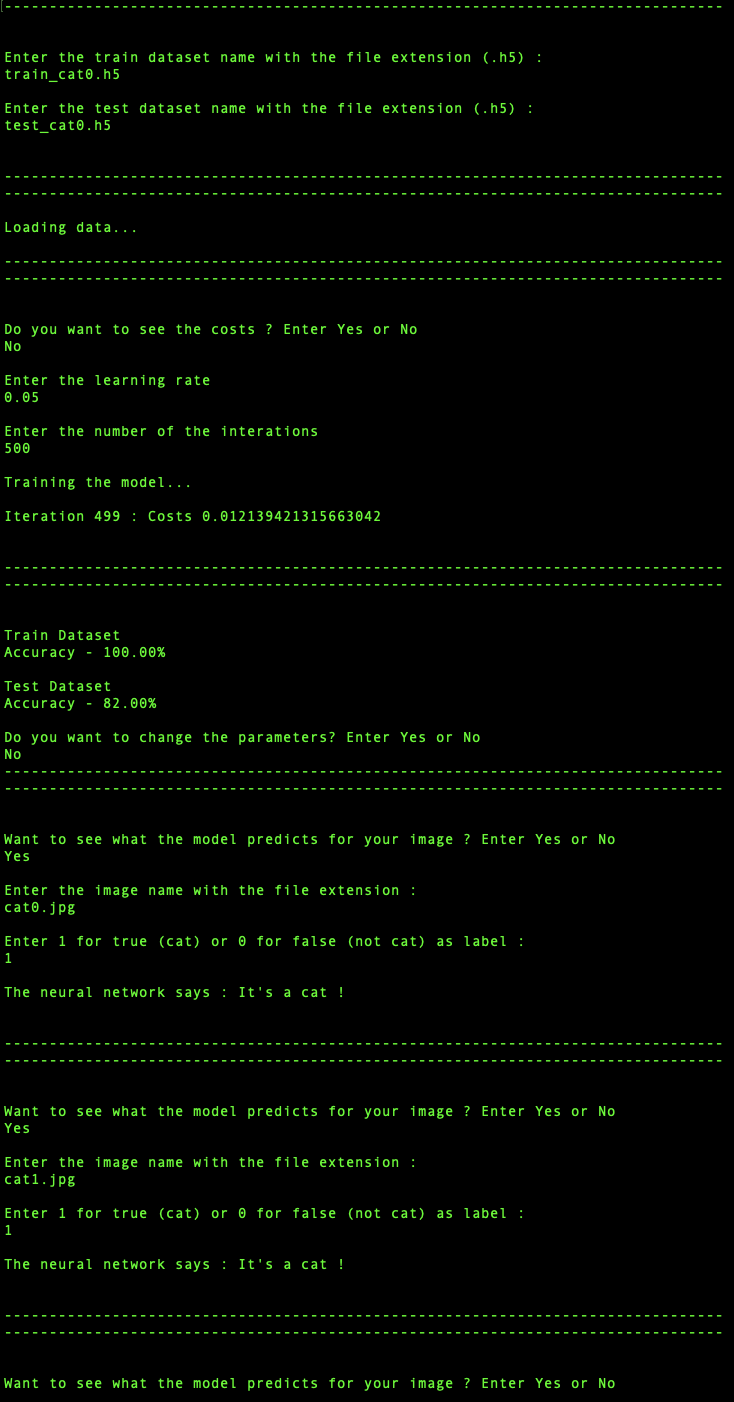 --------------------------------------------------------------------------------
Enter the train dataset name with the file extension (.h5) :
train_cat0.h5
Enter the test dataset name with the file extension (.h5) :
test_cat0.h5
--------------------------------------------------------------------------------
--------------------------------------------------------------------------------
Loading data...
--------------------------------------------------------------------------------
--------------------------------------------------------------------------------
Do you want to see the costs ? Enter Yes or No
No
Enter the learning rate
0.05
Enter the number of the interations
500
Training the model...
Iteration 499 : Costs 0.012139421315663042
--------------------------------------------------------------------------------
--------------------------------------------------------------------------------
Train Dataset
Accuracy - 100.00%
Test Dataset
Accuracy - 82.00%
Do you want to change the parameters? Enter Yes or No
No
--------------------------------------------------------------------------------
--------------------------------------------------------------------------------
Want to see what the model predicts for your image ? Enter Yes or No
Yes
Enter the image name with the file extension :
cat0.jpg
Enter 1 for true (cat) or 0 for false (not cat) as label :
1
The neural network says : It's a cat !
--------------------------------------------------------------------------------
--------------------------------------------------------------------------------
Want to see what the model predicts for your image ? Enter Yes or No
Yes
Enter the image name with the file extension :
cat1.jpg
Enter 1 for true (cat) or 0 for false (not cat) as label :
1
The neural network says : It's a cat !
--------------------------------------------------------------------------------
--------------------------------------------------------------------------------
Want to see what the model predicts for your image ? Enter Yes or No